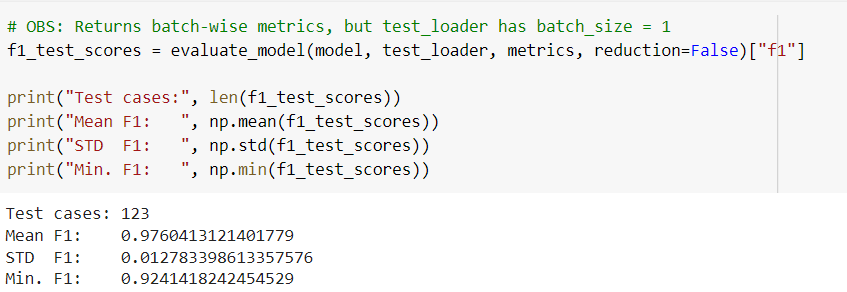 # OBS: Returns batch-wise metrics, but test_loader has batch_size = 1
f1_test_scores = evaluate_model(model, test_loader, metrics, reduction=False)["f1"]
print("Test cases:", len(f1_test_scores))
print("Mean F1:   ", np.mean(f1_test_scores))
print("STD  F1:   ", np.std(f1_test_scores))
print("Min. F1:   ", np.min(f1_test_scores))
Test cases: 123
Mean F1:    0.9760413121401779
STD  F1:    0.012783398613357576
Min. F1:    0.9241418242454529